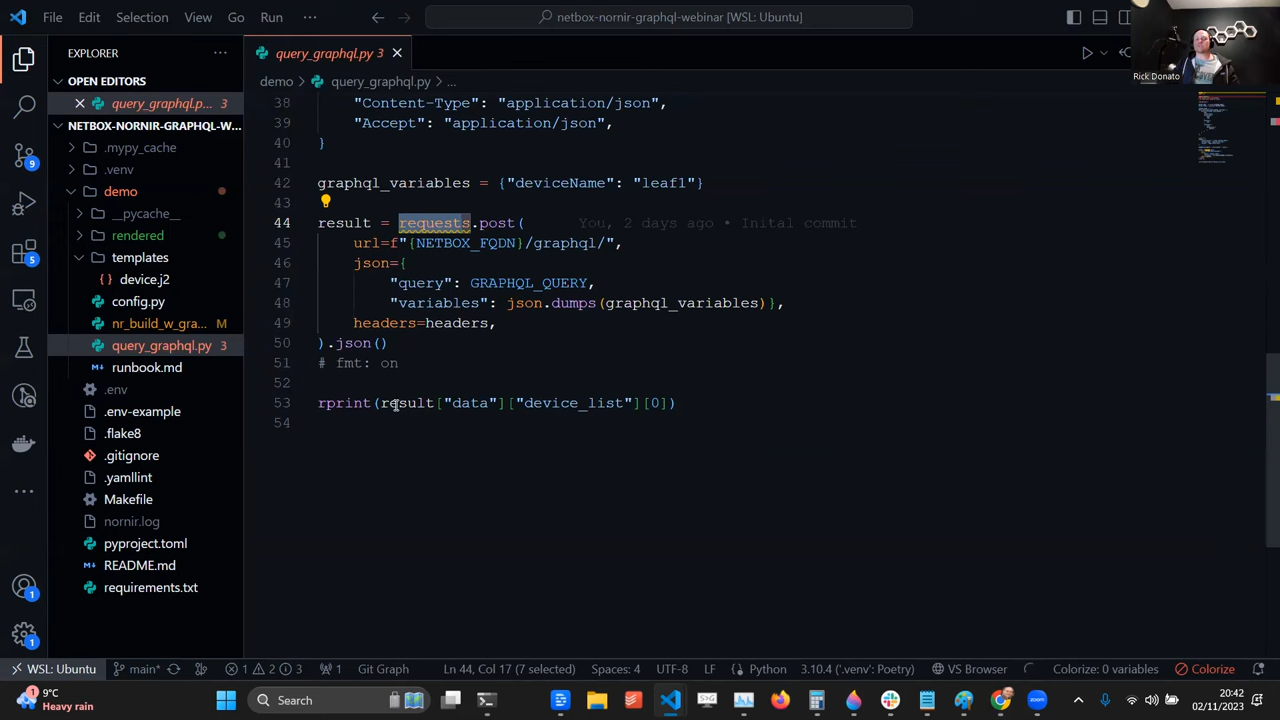 File Edit Selection View Go Run ··· netbox-nornir-graphql-webinar [WSL: Ubuntu]
Rick Donato
EXPLORER ···
OPEN EDITORS
query_graphql.p... 3
NETBOX-NORNIR-GRAPHQL-W...
.mypy_cache
.venv
demo
__pycache__
rendered
templates
device.j2
config.py
nr_build_w_gra... M
query_graphql.py 3
runbook.md
.env
.env-example
.flake8
.gitignore
.yamllint
Makefile
nornir.log
pyproject.toml
README.md
requirements.txt
9
5
1
1
query_graphql.py 3
demo > query_graphql.py > ...
38 "Content-Type": "application/json",
39 "Accept": "application/json",
40 }
41
42 graphql_variables = {"deviceName": "leaf1"}
43
44 result = requests.post( You, 2 days ago • Inital commit
45 url=f"{NETBOX_FQDN}/graphql/",
46 json={
47 "query": GRAPHQL_QUERY,
48 "variables": json.dumps(graphql_variables)},
49 headers=headers,
50 ).json()
51 # fmt: on
52
53 rprint(result["data"]["device_list"][0])
54
WSL: Ubuntu main* 1 2 3 1 Git Graph Ln 44, Col 17 (7 selected) Spaces: 4 UTF-8 LF Python 3.10.4 ('.venv': Poetry) VS Browser Colorize: 0 variables Colorize
1 9°C
Heavy rain
Search
20:42
02/11/2023